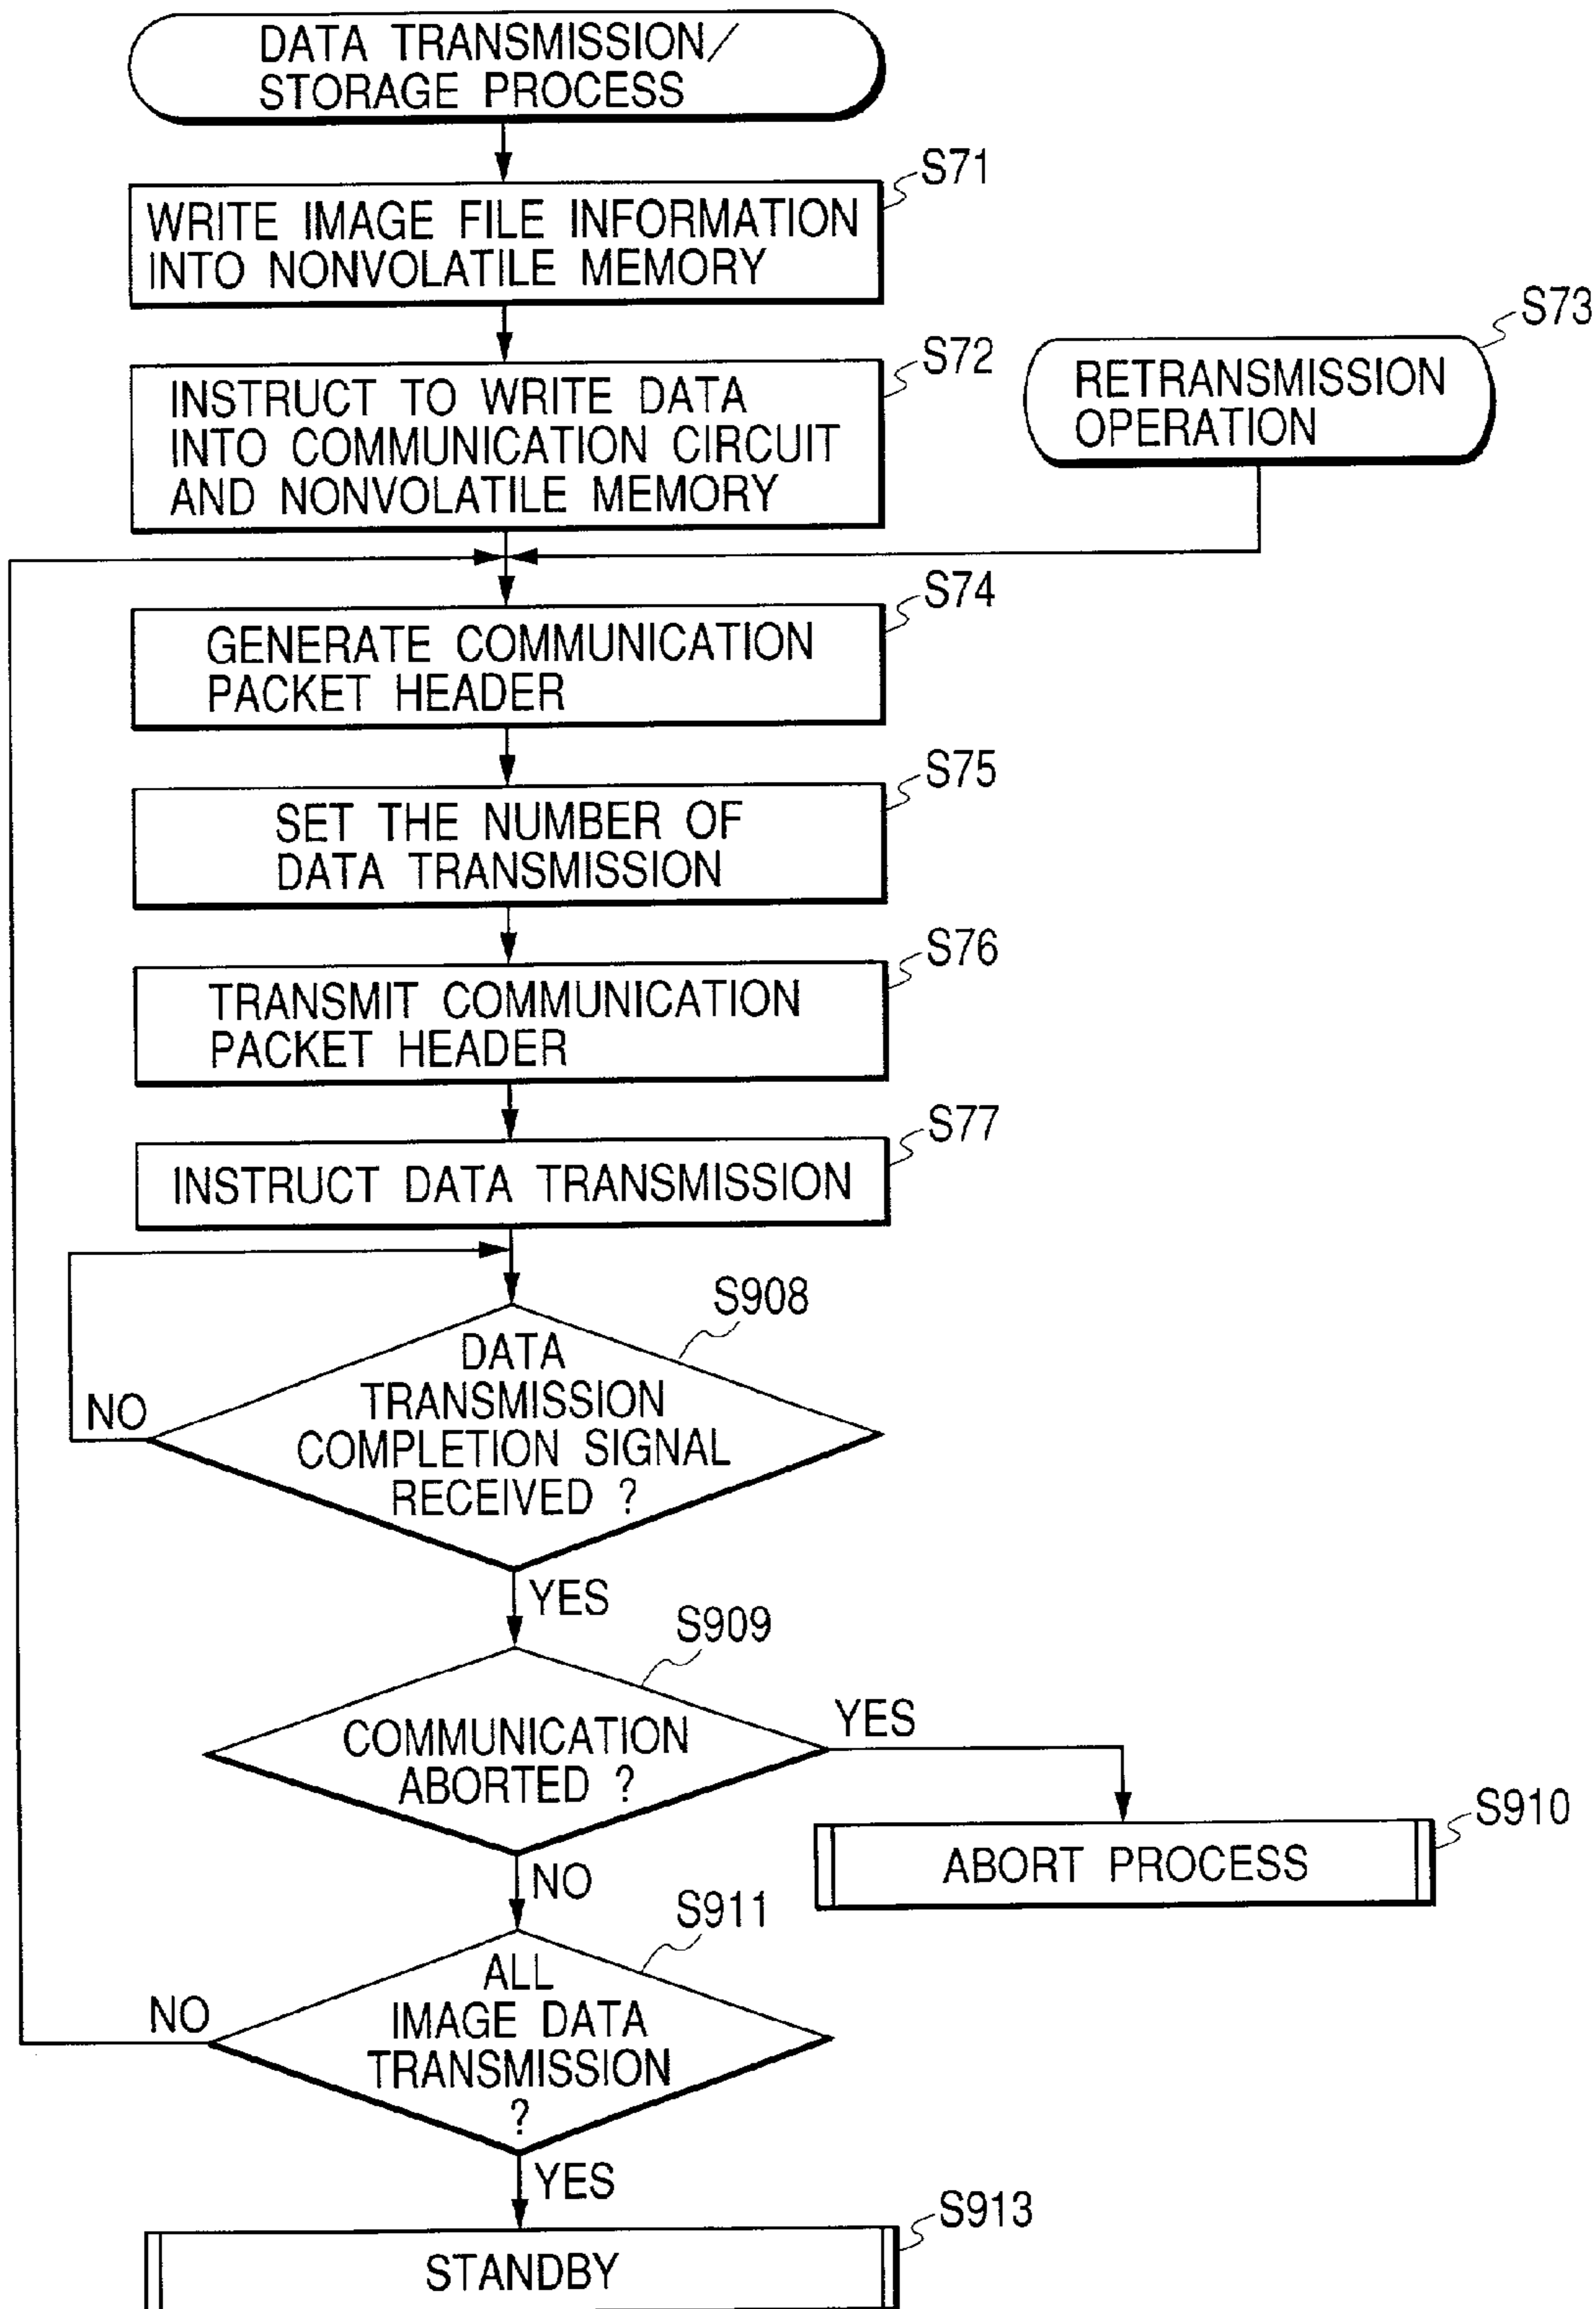 DATA TRANSMISSION/
STORAGE PROCESS
S71
WRITE IMAGE FILE INFORMATION
INTO NONVOLATILE MEMORY
S72
INSTRUCT TO WRITE DATA
INTO COMMUNICATION CIRCUIT
AND NONVOLATILE MEMORY
S73
RETRANSMISSION
OPERATION
S74
GENERATE COMMUNICATION
PACKET HEADER
S75
SET THE NUMBER OF
DATA TRANSMISSION
S76
TRANSMIT COMMUNICATION
PACKET HEADER
S77
INSTRUCT DATA TRANSMISSION
S908
DATA
TRANSMISSION
COMPLETION SIGNAL
RECEIVED ?
NO
YES
S909
COMMUNICATION
ABORTED ?
YES
S910
ABORT PROCESS
NO
S911
ALL
IMAGE DATA
TRANSMISSION
?
NO
YES
S913
STANDBY